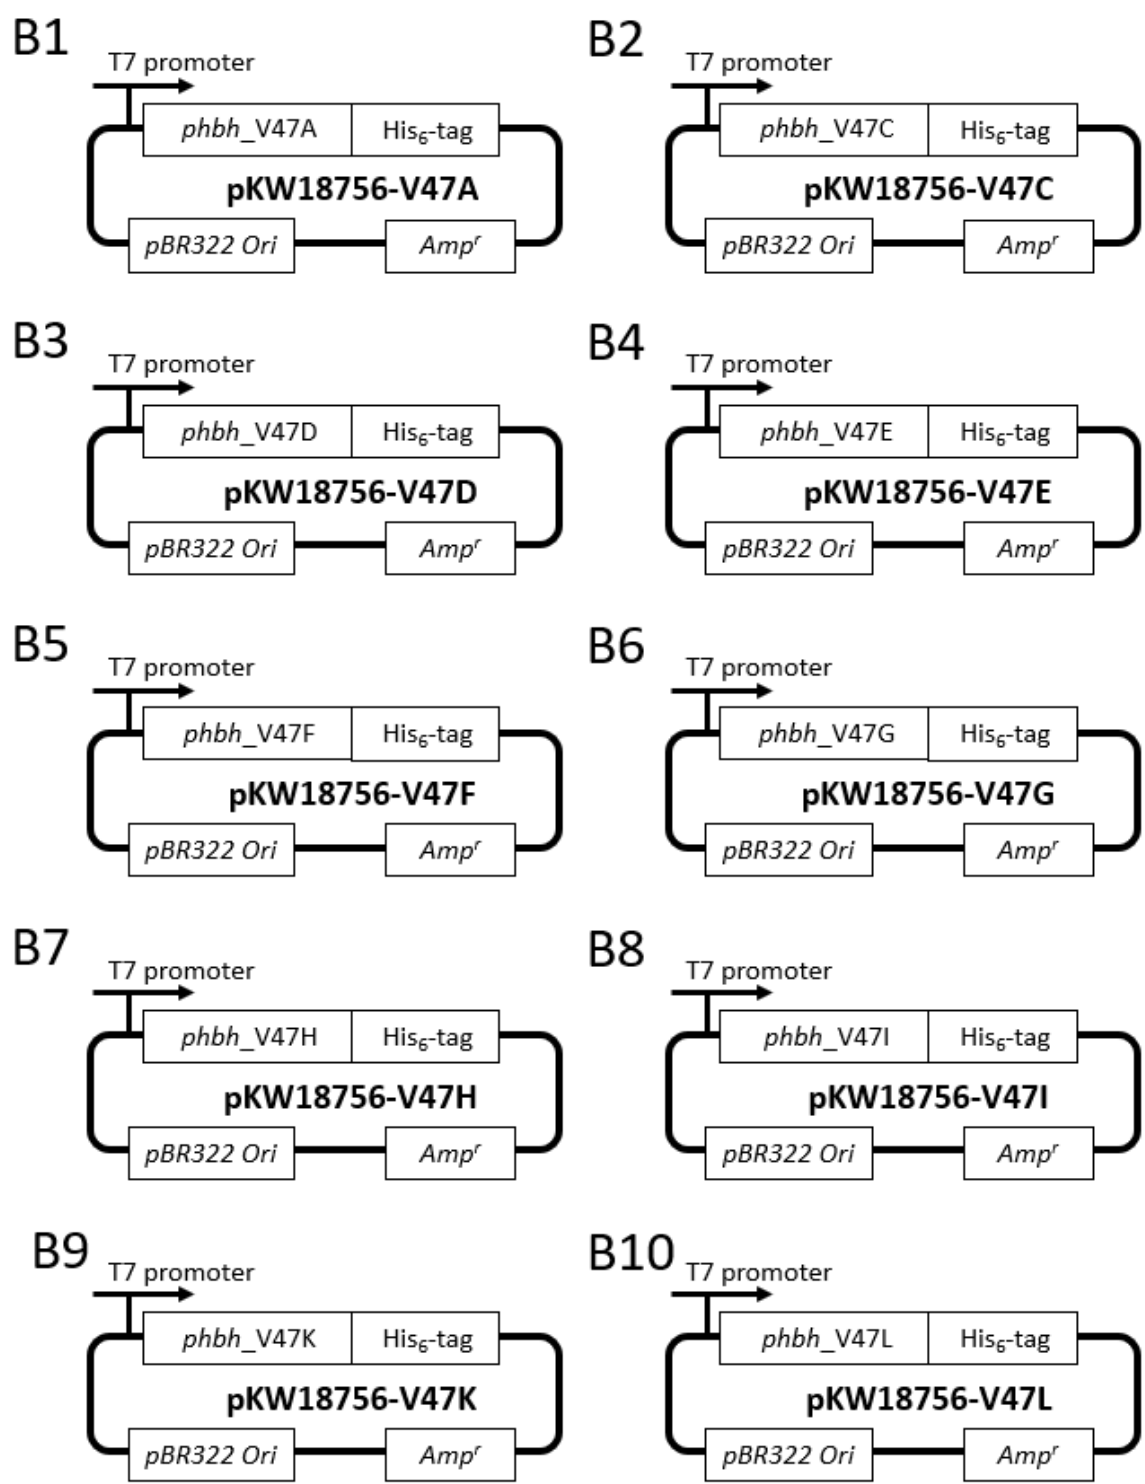 B1
T7 promoter
phbh_V47A His₆-tag
pKW18756-V47A
pBR322 Ori Ampʳ
B2
T7 promoter
phbh_V47C His₆-tag
pKW18756-V47C
pBR322 Ori Ampʳ
B3
T7 promoter
phbh_V47D His₆-tag
pKW18756-V47D
pBR322 Ori Ampʳ
B4
T7 promoter
phbh_V47E His₆-tag
pKW18756-V47E
pBR322 Ori Ampʳ
B5
T7 promoter
phbh_V47F His₆-tag
pKW18756-V47F
pBR322 Ori Ampʳ
B6
T7 promoter
phbh_V47G His₆-tag
pKW18756-V47G
pBR322 Ori Ampʳ
B7
T7 promoter
phbh_V47H His₆-tag
pKW18756-V47H
pBR322 Ori Ampʳ
B8
T7 promoter
phbh_V47I His₆-tag
pKW18756-V47I
pBR322 Ori Ampʳ
B9
T7 promoter
phbh_V47K His₆-tag
pKW18756-V47K
pBR322 Ori Ampʳ
B10
T7 promoter
phbh_V47L His₆-tag
pKW18756-V47L
pBR322 Ori Ampʳ